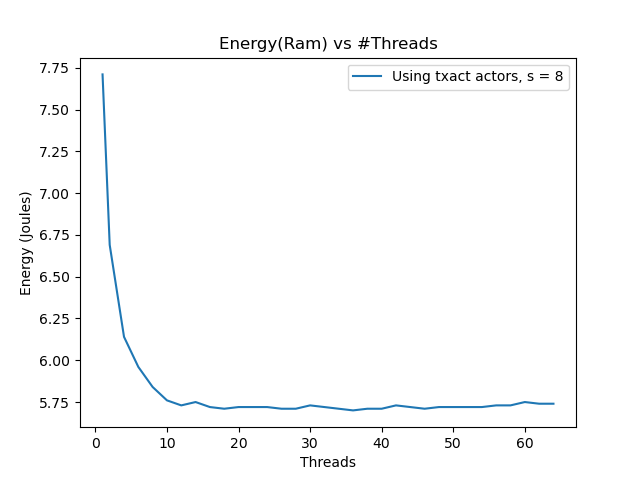 Energy(Ram) vs #Threads
Using txact actors, s = 8
7.75
7.50
7.25
7.00
6.75
6.50
6.25
6.00
5.75
Energy (Joules)
0 10 20 30 40 50 60
Threads